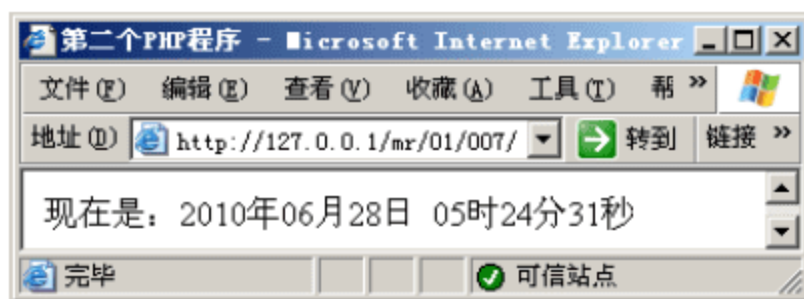 第二个PHP程序 - Microsoft Internet Explorer
文件(F) 编辑(E) 查看(V) 收藏(A) 工具(T) 帮 »
地址(D) http://127.0.0.1/mr/01/007/ 转到 链接 »
现在是：2010年06月28日 05时24分31秒
完毕 可信站点